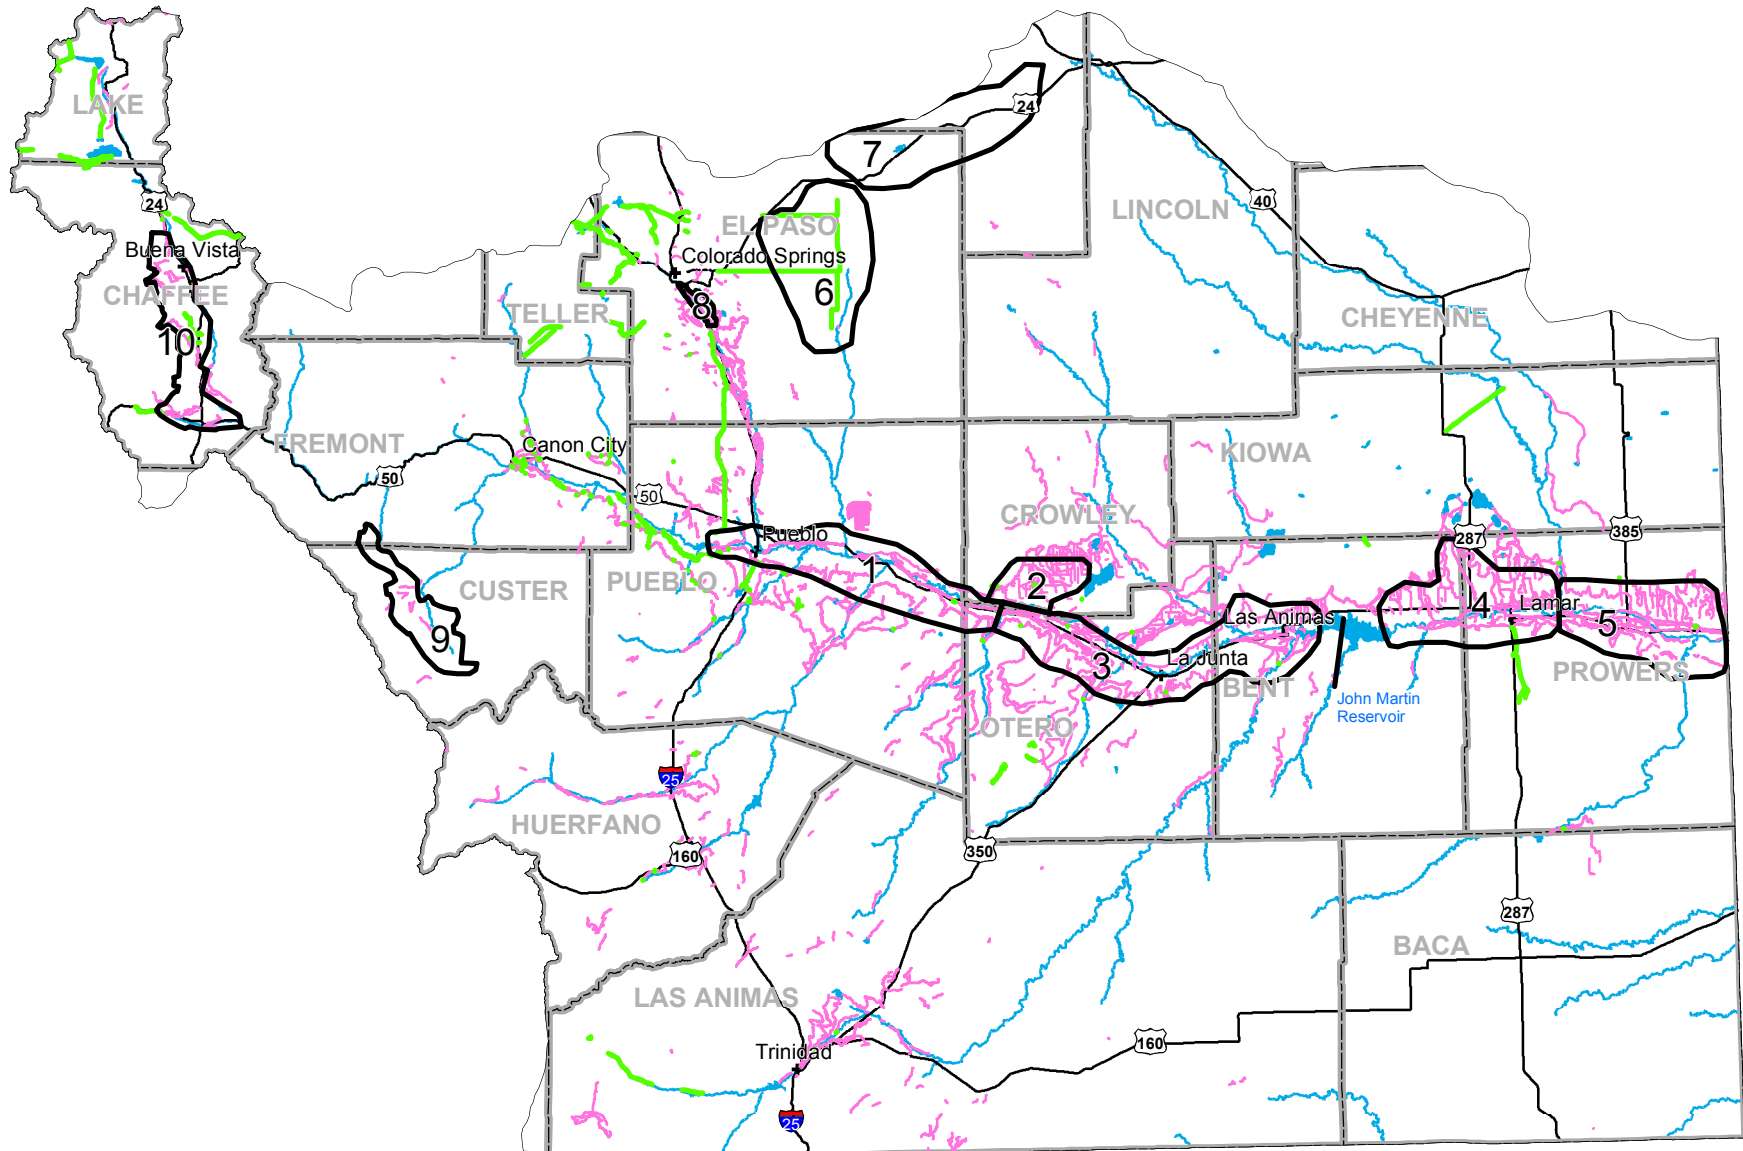 LAKE
24
7
24
Buena Vista
EL PASO
LINCOLN
40
Colorado Springs
CHAFFEE
6
8
TELLER
CHEYENNE
10
FREMONT
Canon City
KIOWA
50
50
CROWLEY
Pueblo
287
385
1
CUSTER
PUEBLO
2
4
Lamar
Las Animas
5
9
3
La Junta
BENT
PROWERS
John Martin
Reservoir
OTERO
25
HUERFANO
160
350
287
BACA
LAS ANIMAS
Trinidad
160
25